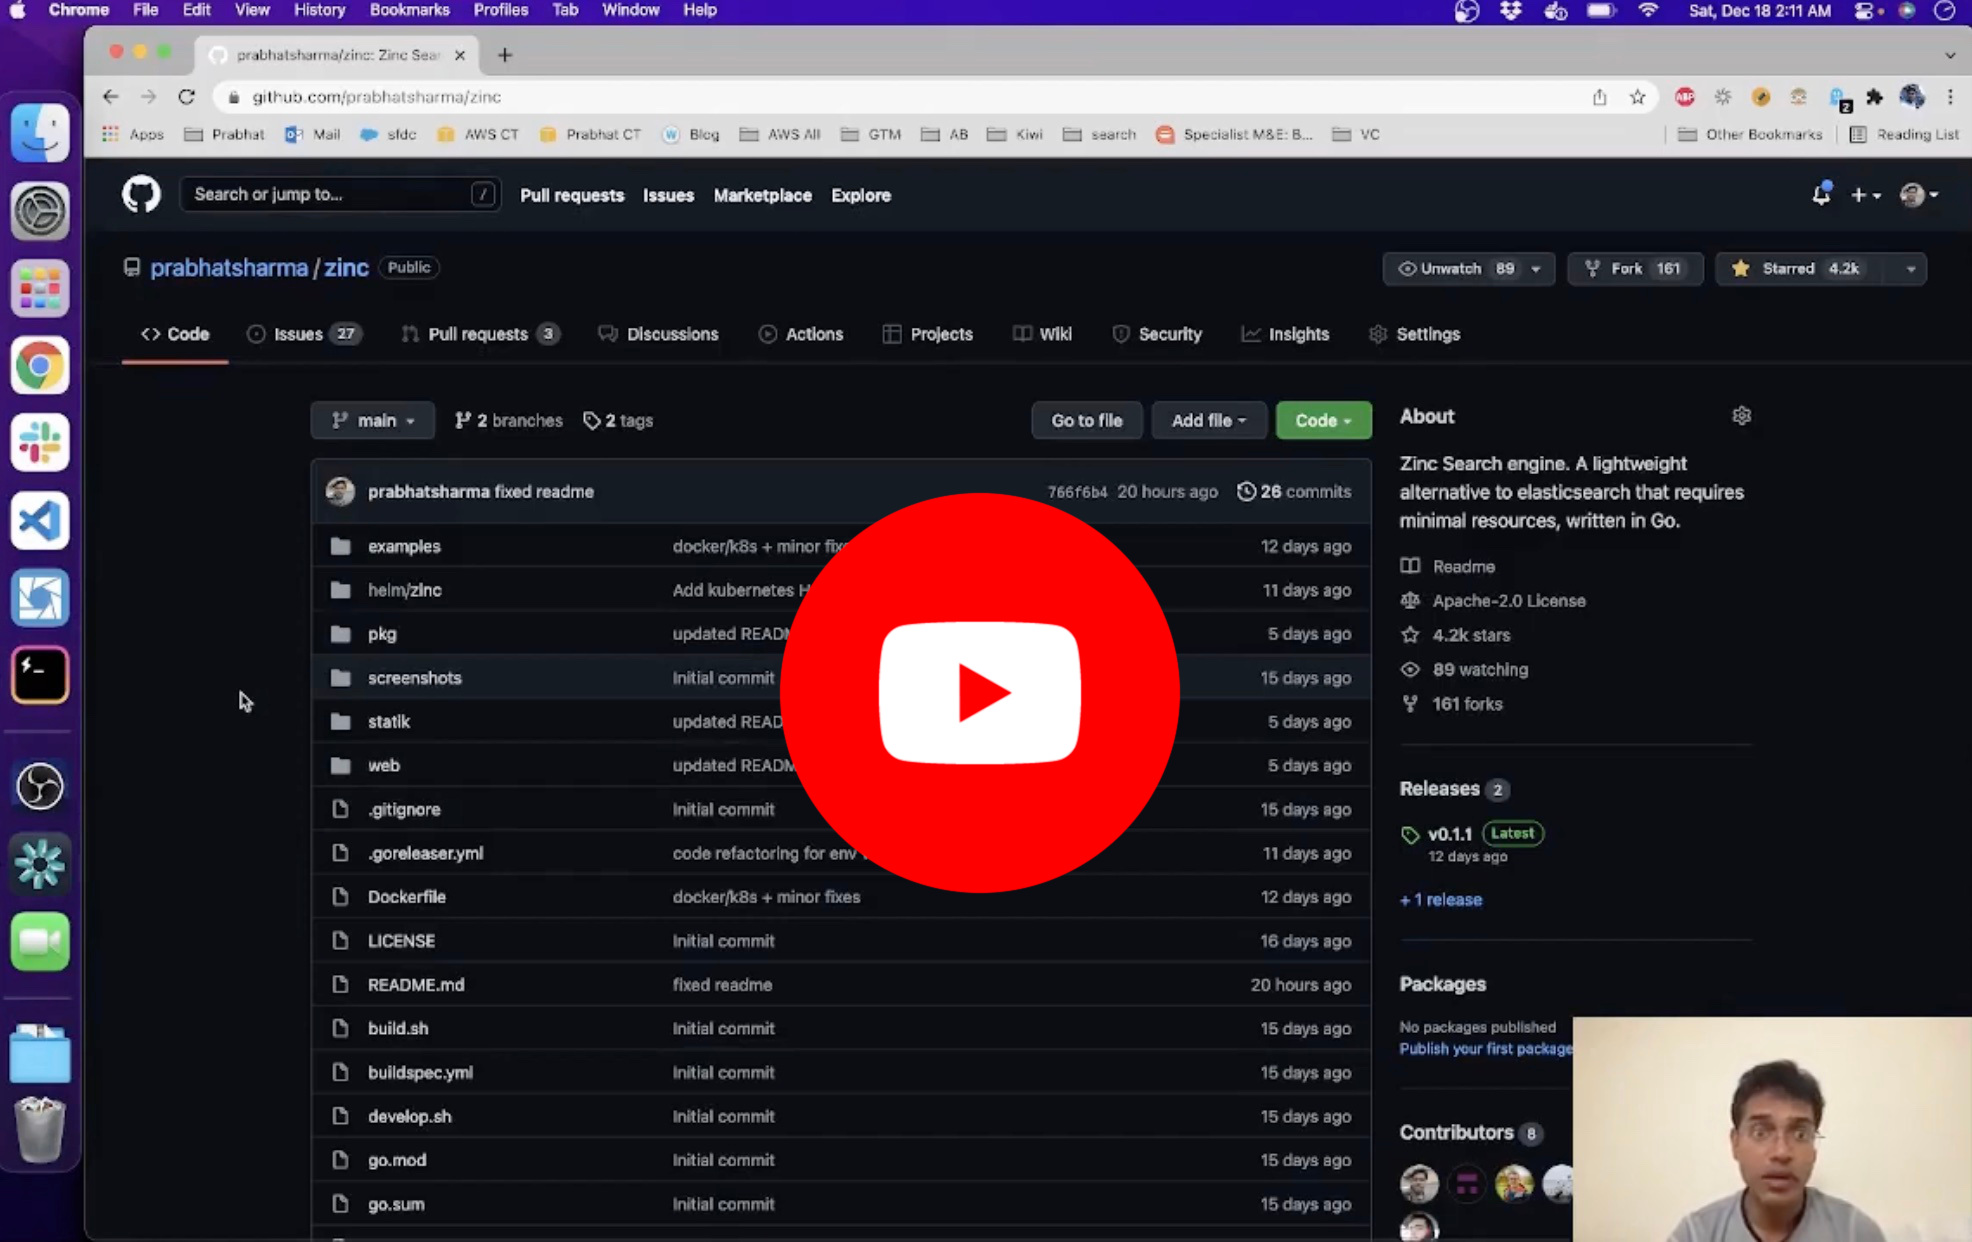 Chrome File Edit View History Bookmarks Profiles Tab Window Help Sat, Dec 18 2:11 AM
prabhatsharma/zinc: Zinc Sear
github.com/prabhatsharma/zinc
ABP 2
Apps Prabhat Mail sfdc AWS CT Prabhat CT Blog AWS All GTM AB Kiwi search Specialist M&E: B... VC Other Bookmarks Reading List
Search or jump to... / Pull requests Issues Marketplace Explore
prabhatsharma / zinc Public Unwatch 89 Fork 161 Starred 4.2k
Code Issues 27 Pull requests 3 Discussions Actions Projects Wiki Security Insights Settings
main 2 branches 2 tags Go to file Add file Code
prabhatsharma fixed readme 766f6b4 20 hours ago 26 commits
examples docker/k8s + minor fixe 12 days ago
helm/zinc Add kubernetes H 11 days ago
pkg updated READM 5 days ago
screenshots Initial commit 15 days ago
statik updated READ 5 days ago
web updated READM 5 days ago
.gitignore Initial commit 15 days ago
.goreleaser.yml code refactoring for env 11 days ago
Dockerfile docker/k8s + minor fixes 12 days ago
LICENSE Initial commit 16 days ago
README.md fixed readme 20 hours ago
build.sh Initial commit 15 days ago
buildspec.yml Initial commit 15 days ago
develop.sh Initial commit 15 days ago
go.mod Initial commit 15 days ago
go.sum Initial commit 15 days ago
About
Zinc Search engine. A lightweight
alternative to elasticsearch that requires
minimal resources, written in Go.
Readme
Apache-2.0 License
4.2k stars
89 watching
161 forks
Releases 2
v0.1.1 Latest
12 days ago
+ 1 release
Packages
No packages published
Publish your first package
Contributors 8